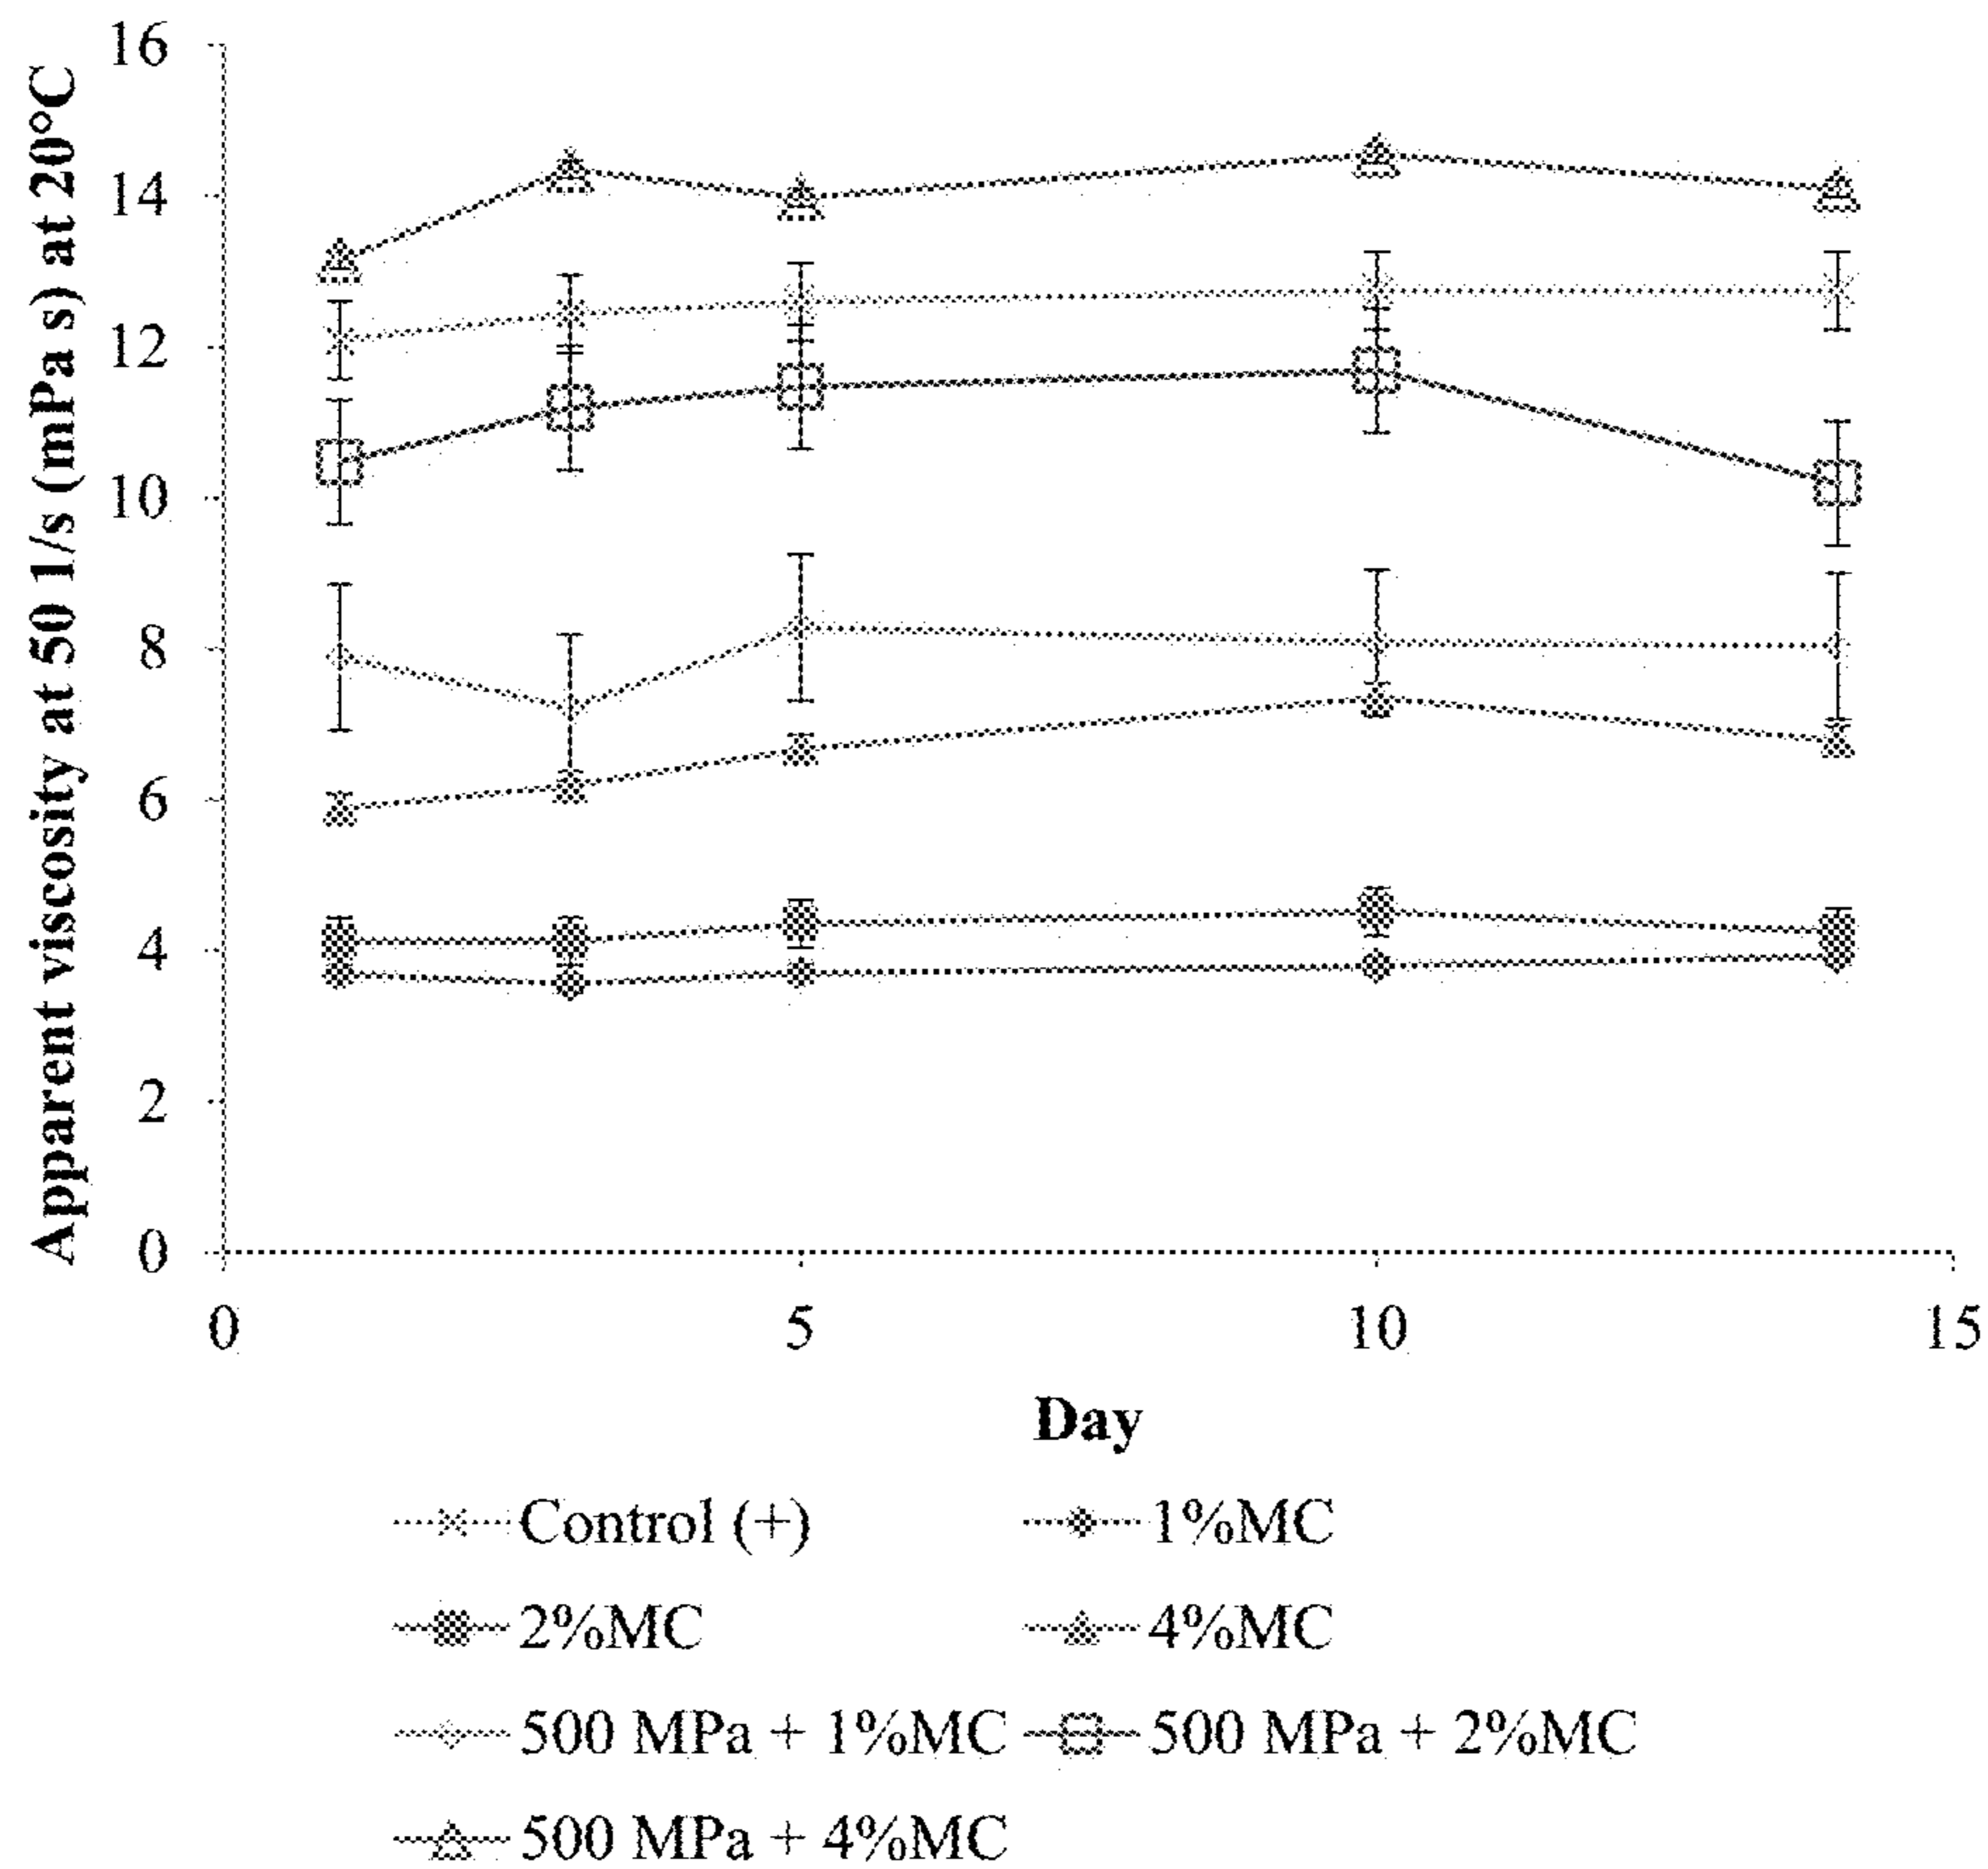 Apparent viscosity at 50 1/s (mPa s) at 20°C
16
14
12
10
8
6
4
2
0
0 5 10 15
Day
Control (+) 1%MC
2%MC 4%MC
500 MPa + 1%MC 500 MPa + 2%MC
500 MPa + 4%MC